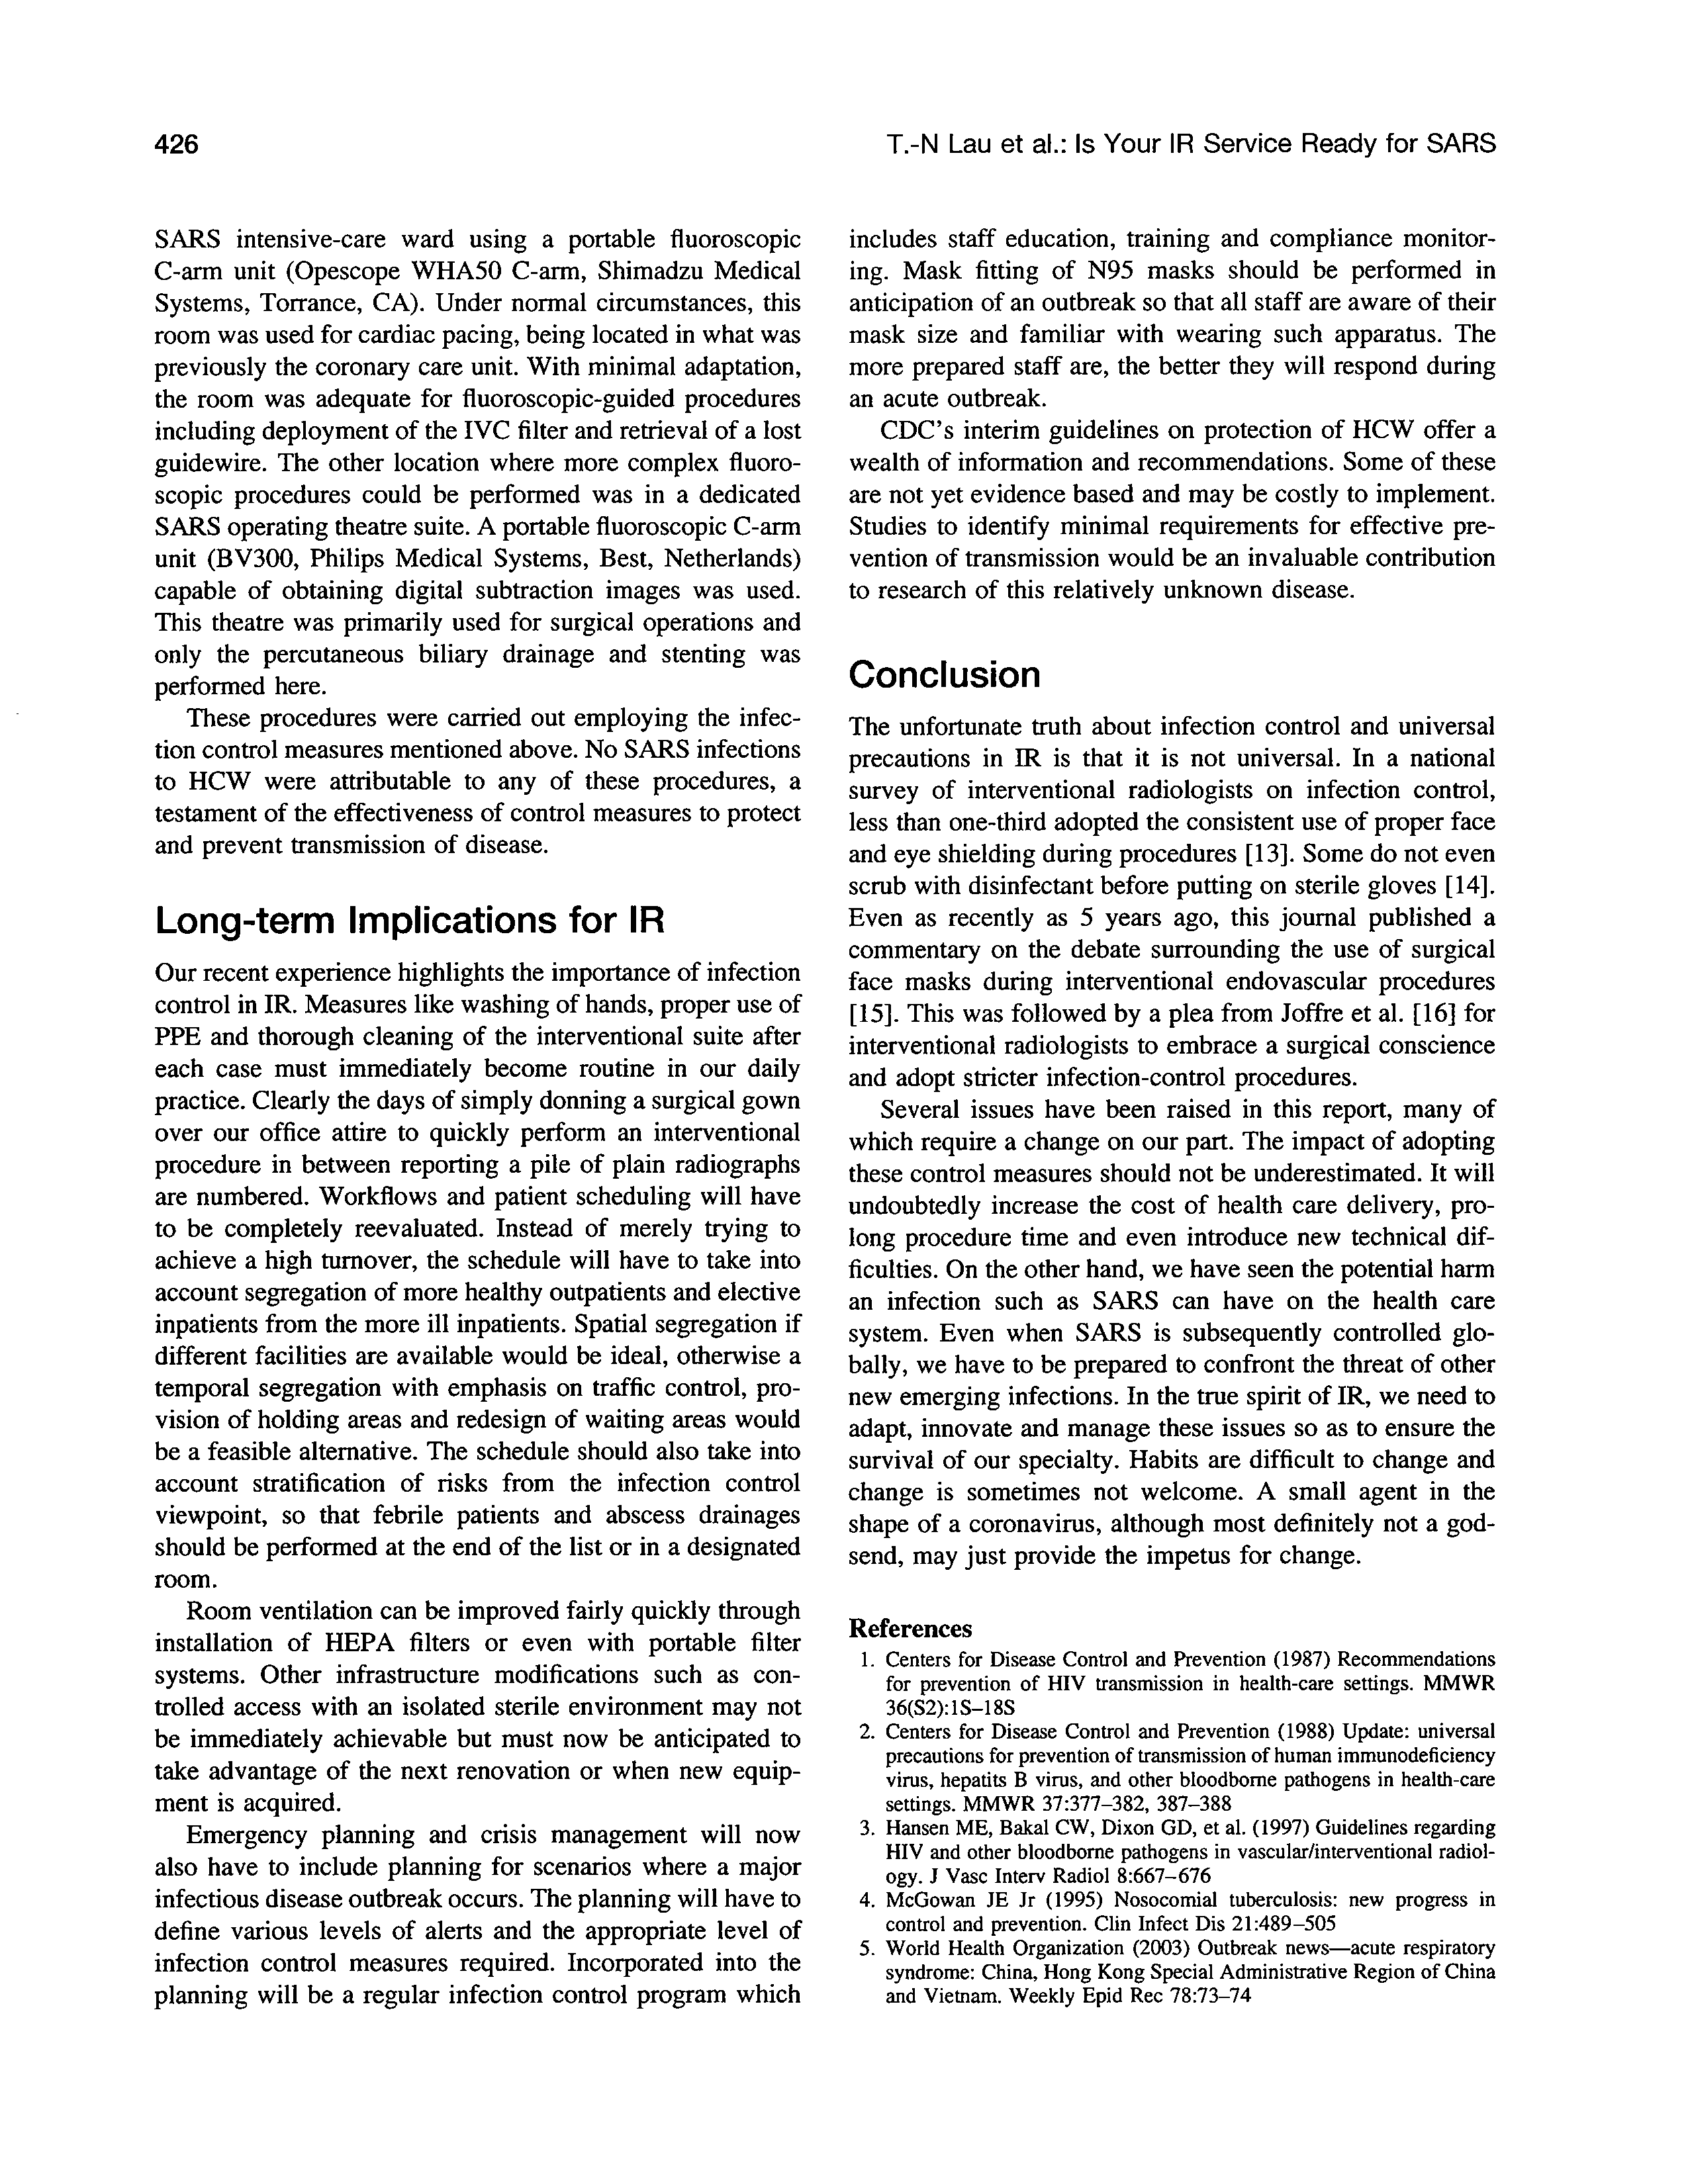 426
T.-N Lau et al.: Is Your IR Service Ready for SARS
SARS intensive-care ward using a portable fluoroscopic
C-arm unit (Opescope WHA50 C-arm, Shimadzu Medical
Systems, Torrance, CA). Under normal circumstances, this
room was used for cardiac pacing, being located in what was
previously the coronary care unit. With minimal adaptation,
the room was adequate for fluoroscopic-guided procedures
including deployment of the IVC filter and retrieval of a lost
guidewire. The other location where more complex fluoro-
scopic procedures could be performed was in a dedicated
SARS operating theatre suite. A portable fluoroscopic C-arm
unit (BV300, Philips Medical Systems, Best, Netherlands)
capable of obtaining digital subtraction images was used.
This theatre was primarily used for surgical operations and
only the percutaneous biliary drainage and stenting was
performed here.
These procedures were carried out employing the infec-
tion control measures mentioned above. No SARS infections
to HCW were attributable to any of these procedures, a
testament of the effectiveness of control measures to protect
and prevent transmission of disease.
Long-term Implications for IR
Our recent experience highlights the importance of infection
control in IR. Measures like washing of hands, proper use of
PPE and thorough cleaning of the interventional suite after
each case must immediately become routine in our daily
practice. Clearly the days of simply donning a surgical gown
over our office attire to quickly perform an interventional
procedure in between reporting a pile of plain radiographs
are numbered. Workflows and patient scheduling will have
to be completely reevaluated. Instead of merely trying to
achieve a high turnover, the schedule will have to take into
account segregation of more healthy outpatients and elective
inpatients from the more ill inpatients. Spatial segregation if
different facilities are available would be ideal, otherwise a
temporal segregation with emphasis on traffic control, pro-
vision of holding areas and redesign of waiting areas would
be a feasible alternative. The schedule should also take into
account stratification of risks from the infection control
viewpoint, so that febrile patients and abscess drainages
should be performed at the end of the list or in a designated
room.
Room ventilation can be improved fairly quickly through
installation of HEPA filters or even with portable filter
systems. Other infrastructure modifications such as con-
trolled access with an isolated sterile environment may not
be immediately achievable but must now be anticipated to
take advantage of the next renovation or when new equip-
ment is acquired.
Emergency planning and crisis management will now
also have to include planning for scenarios where a major
infectious disease outbreak occurs. The planning will have to
define various levels of alerts and the appropriate level of
infection control measures required. Incorporated into the
planning will be a regular infection control program which
includes staff education, training and compliance monitor-
ing. Mask fitting of N95 masks should be performed in
anticipation of an outbreak so that all staff are aware of their
mask size and familiar with wearing such apparatus. The
more prepared staff are, the better they will respond during
an acute outbreak.
CDC's interim guidelines on protection of HCW offer a
wealth of information and recommendations. Some of these
are not yet evidence based and may be costly to implement.
Studies to identify minimal requirements for effective pre-
vention of transmission would be an invaluable contribution
to research of this relatively unknown disease.
Conclusion
The unfortunate truth about infection control and universal
precautions in IR is that it is not universal. In a national
survey of interventional radiologists on infection control,
less than one-third adopted the consistent use of proper face
and eye shielding during procedures [13]. Some do not even
scrub with disinfectant before putting on sterile gloves [14].
Even as recently as 5 years ago, this journal published a
commentary on the debate surrounding the use of surgical
face masks during interventional endovascular procedures
[15]. This was followed by a plea from Joffre et al. [16] for
interventional radiologists to embrace a surgical conscience
and adopt stricter infection-control procedures.
Several issues have been raised in this report, many of
which require a change on our part. The impact of adopting
these control measures should not be underestimated. It will
undoubtedly increase the cost of health care delivery, pro-
long procedure time and even introduce new technical dif-
ficulties. On the other hand, we have seen the potential harm
an infection such as SARS can have on the health care
system. Even when SARS is subsequently controlled glo-
bally, we have to be prepared to confront the threat of other
new emerging infections. In the true spirit of IR, we need to
adapt, innovate and manage these issues so as to ensure the
survival of our specialty. Habits are difficult to change and
change is sometimes not welcome. A small agent in the
shape of a coronavirus, although most definitely not a god-
send, may just provide the impetus for change.
References
1. Centers for Disease Control and Prevention (1987) Recommendations
for prevention of HIV transmission in health-care settings. MMWR
36(S2):1S–18S
2. Centers for Disease Control and Prevention (1988) Update: universal
precautions for prevention of transmission of human immunodeficiency
virus, hepatits B virus, and other bloodborne pathogens in health-care
settings. MMWR 37:377–382, 387–388
3. Hansen ME, Bakal CW, Dixon GD, et al. (1997) Guidelines regarding
HIV and other bloodborne pathogens in vascular/interventional radiol-
ogy. J Vasc Interv Radiol 8:667–676
4. McGowan JE Jr (1995) Nosocomial tuberculosis: new progress in
control and prevention. Clin Infect Dis 21:489–505
5. World Health Organization (2003) Outbreak news—acute respiratory
syndrome: China, Hong Kong Special Administrative Region of China
and Vietnam. Weekly Epid Rec 78:73–74